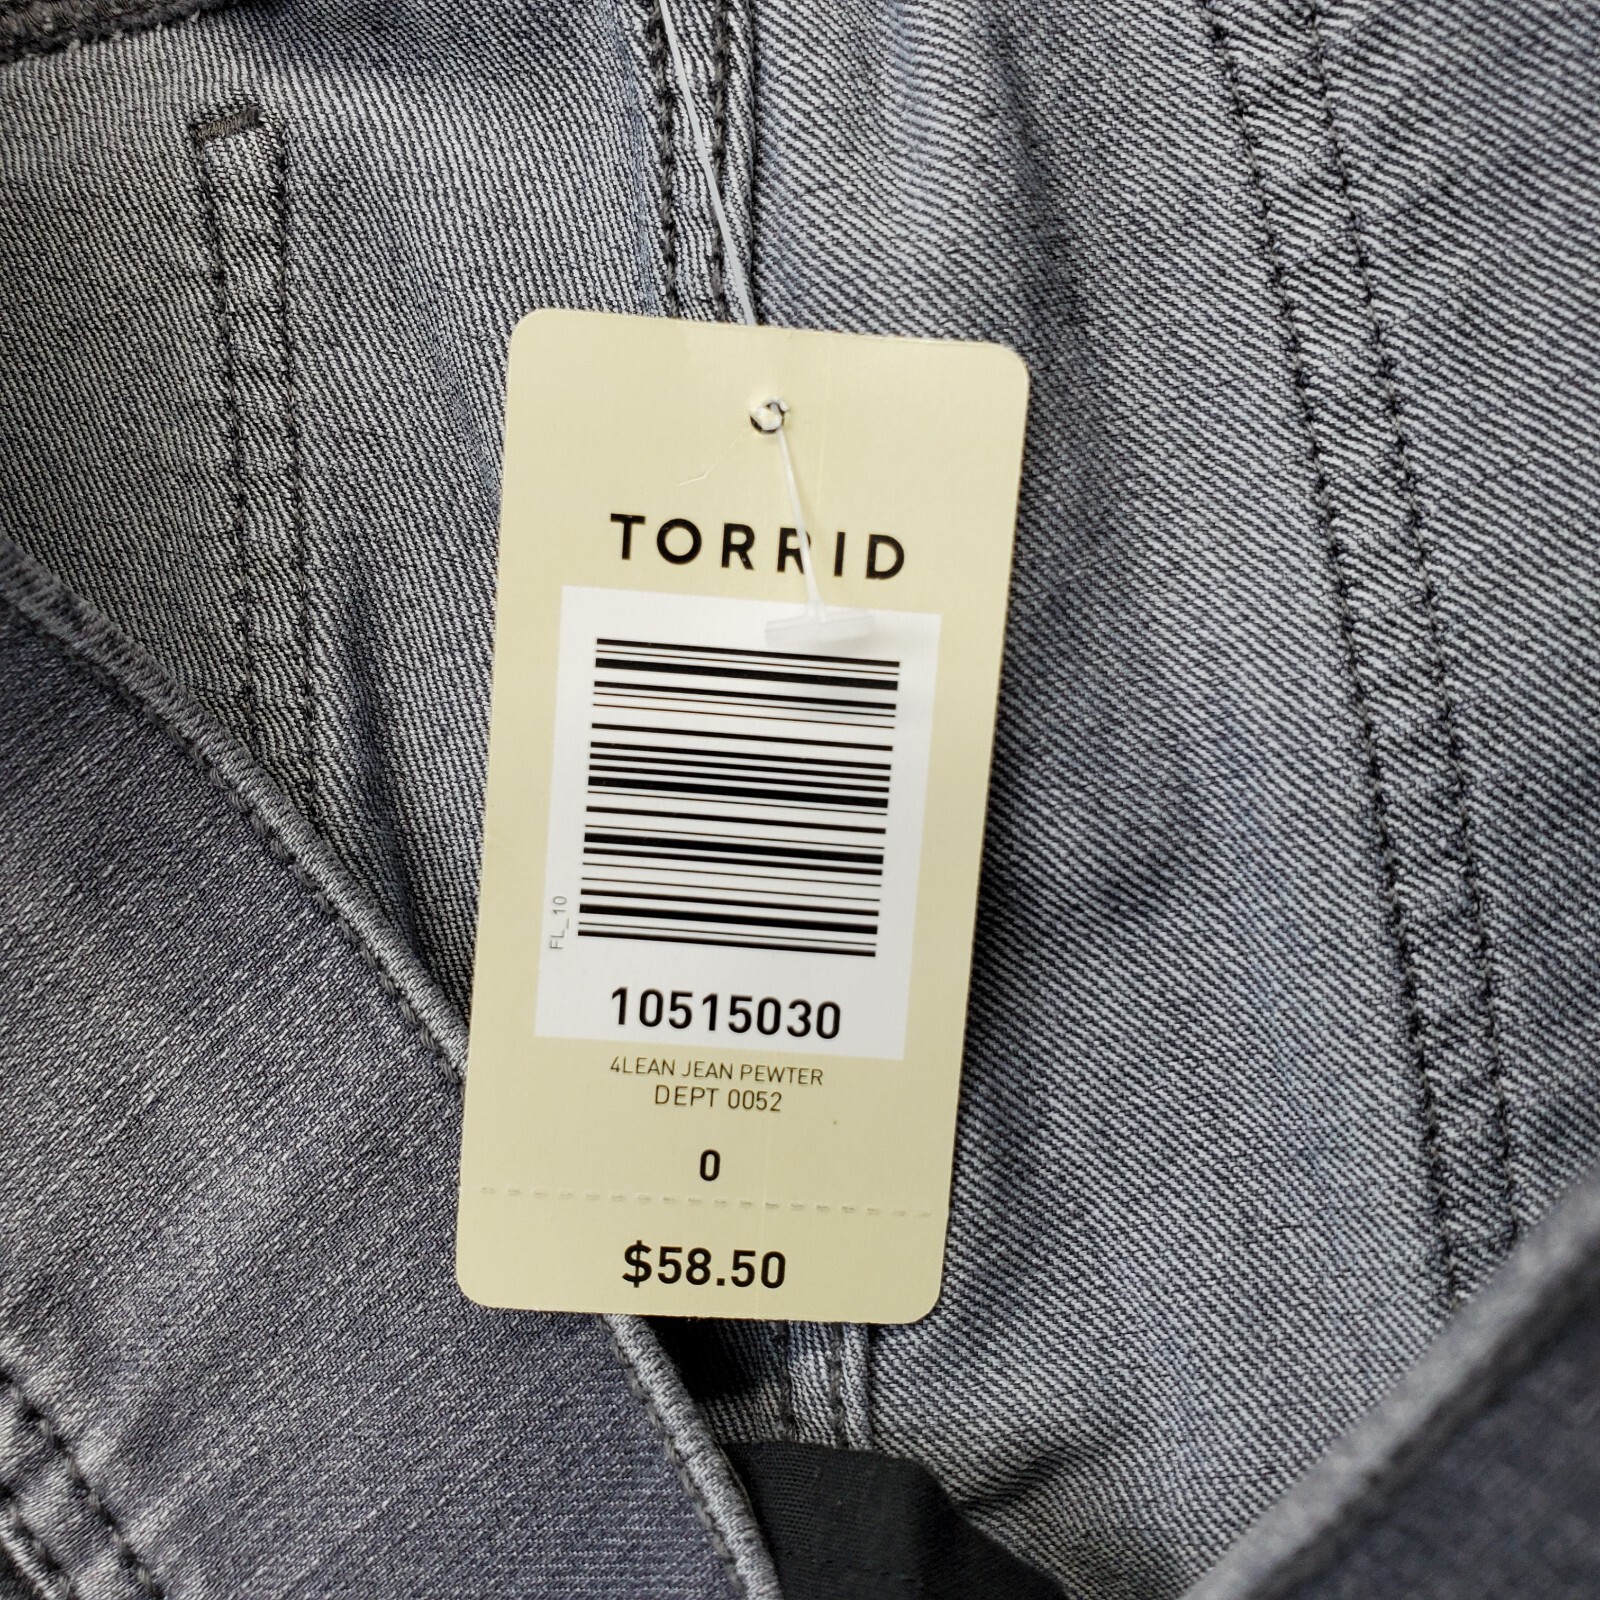 TORRID
FL_10
10515030
4LEAN JEAN PEWTER
DEPT 0052
0
$58.50